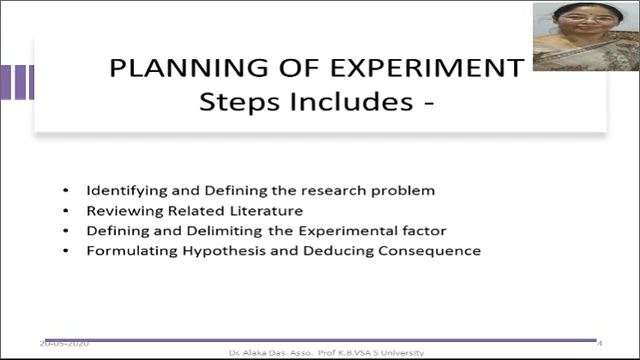 PLANNING OF EXPERIMENT
Steps Includes -
• Identifying and Defining the research problem
• Reviewing Related Literature
• Defining and Delimiting the Experimental factor
• Formulating Hypothesis and Deducing Consequence
20-05-2020
4
Dr. Alaka Das Asso. Prof K.B.VSA S University